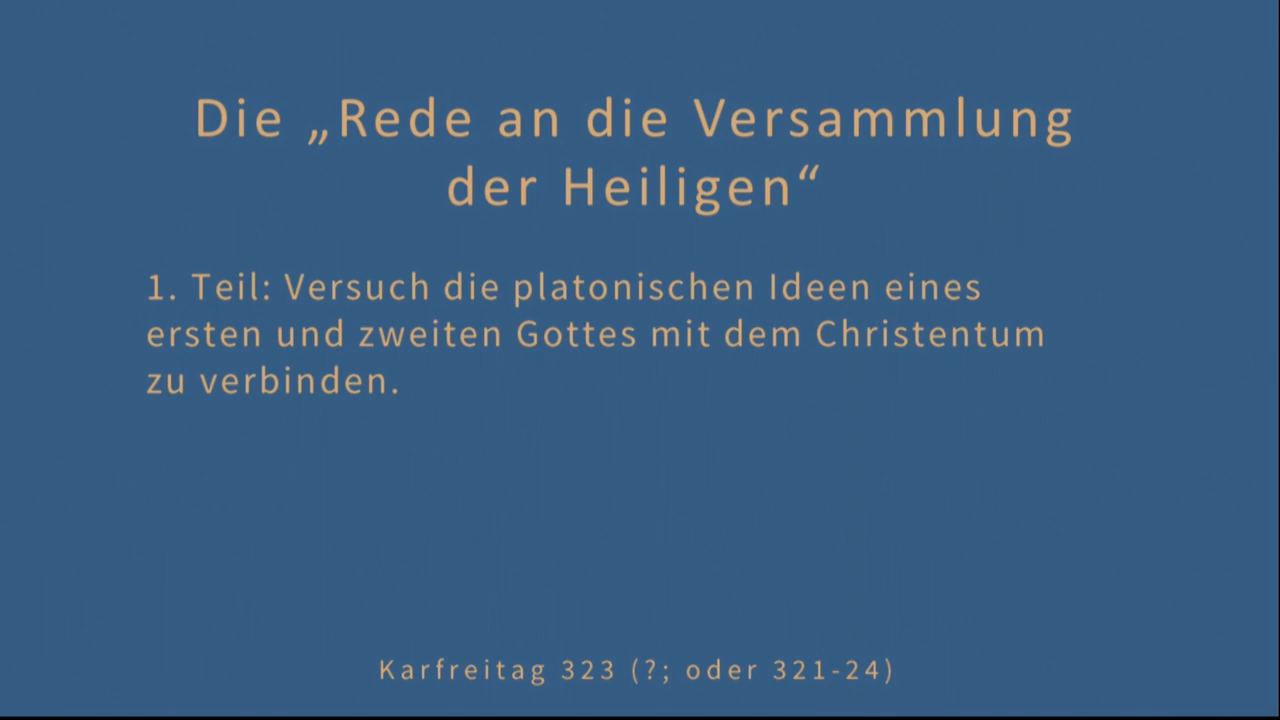 Die „Rede an die Versammlung
der Heiligen“
1. Teil: Versuch die platonischen Ideen eines
ersten und zweiten Gottes mit dem Christentum
zu verbinden.
Karfreitag 323 (?; oder 321-24)